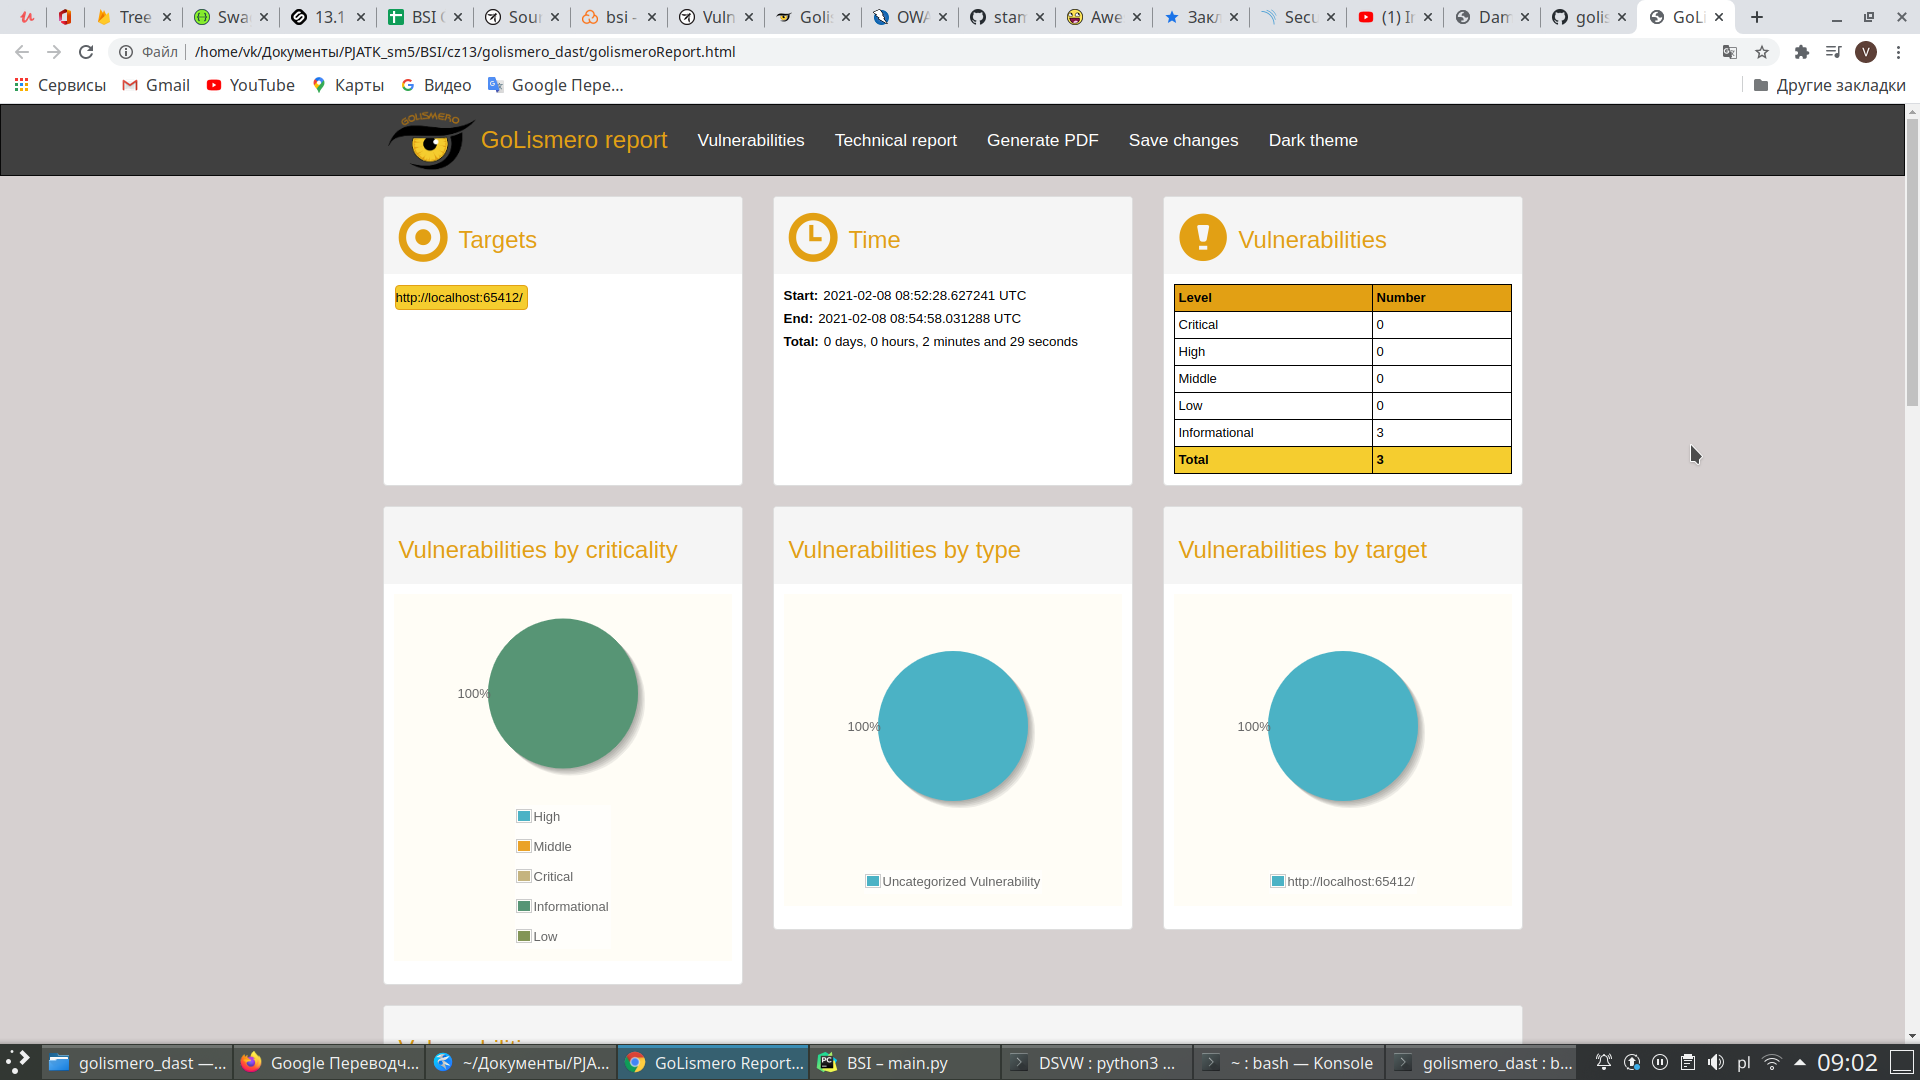 Tree
Swa
13.1
BSI
Sou
bsi -
Vuln
Golis
OWA
stam
Awe
Закл
Secu
(1) I
Dam
golis
GoLi
Файл
/home/vk/Документы/PJATK_sm5/BSI/cz13/golismero_dast/golismeroReport.html
V
Сервисы
Gmail
YouTube
Карты
Видео
Google Пере...
Другие закладки
GOLISMERO
GoLismero report
Vulnerabilities
Technical report
Generate PDF
Save changes
Dark theme
Targets
http://localhost:65412/
Time
Start: 2021-02-08 08:52:28.627241 UTC
End: 2021-02-08 08:54:58.031288 UTC
Total: 0 days, 0 hours, 2 minutes and 29 seconds
Vulnerabilities
Level Number
Critical 0
High 0
Middle 0
Low 0
Informational 3
Total 3
Vulnerabilities by criticality
100%
High
Middle
Critical
Informational
Low
Vulnerabilities by type
100%
Uncategorized Vulnerability
Vulnerabilities by target
100%
http://localhost:65412/
golismero_dast —...
Google Переводч...
~/Документы/PJA...
GoLismero Report...
BSI – main.py
DSVW : python3 ...
~ : bash — Konsole
golismero_dast : b...
pl
09:02